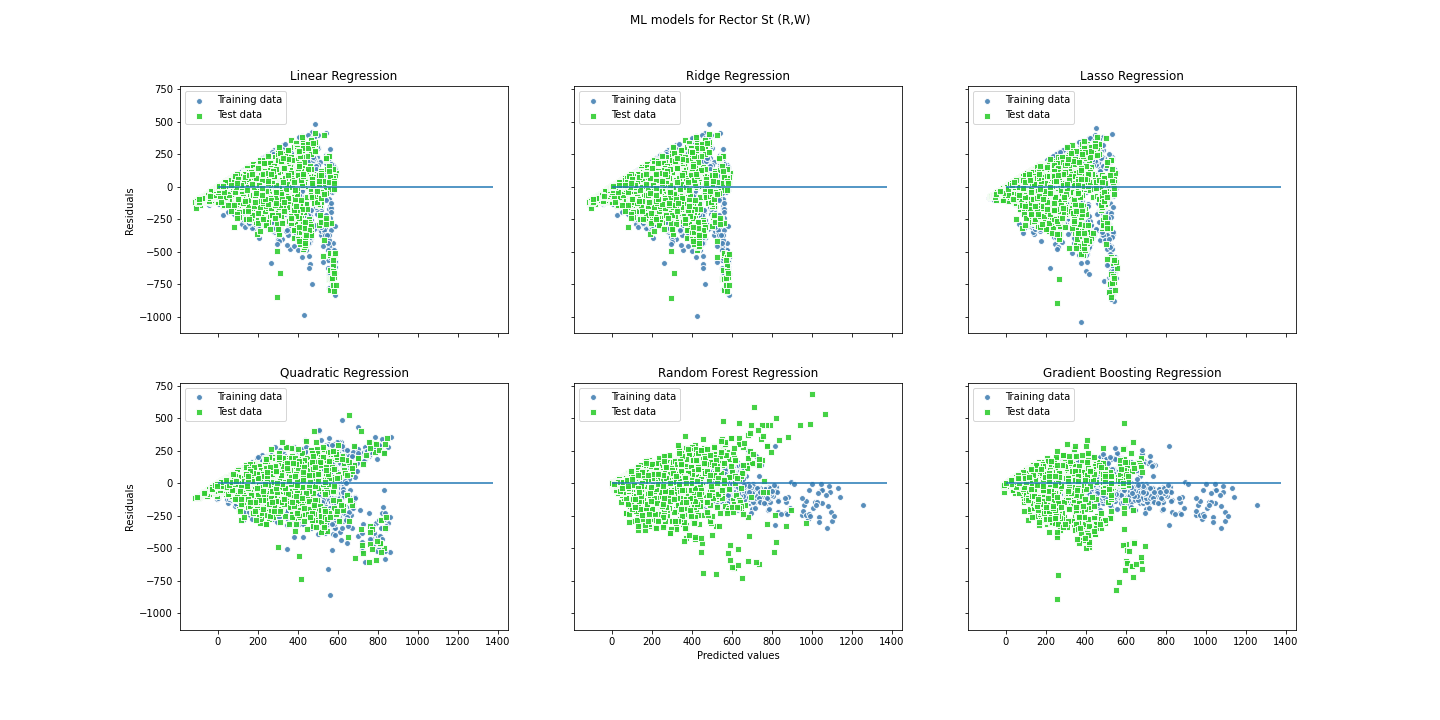 ML models for Rector St (R,W)
Linear Regression
Training data
Test data
750
500
250
0
−250
−500
−750
−1000
Residuals
Ridge Regression
Training data
Test data
Lasso Regression
Training data
Test data
Quadratic Regression
Training data
Test data
750
500
250
0
−250
−500
−750
−1000
Residuals
0 200 400 600 800 1000 1200 1400
Random Forest Regression
Training data
Test data
0 200 400 600 800 1000 1200 1400
Predicted values
Gradient Boosting Regression
Training data
Test data
0 200 400 600 800 1000 1200 1400